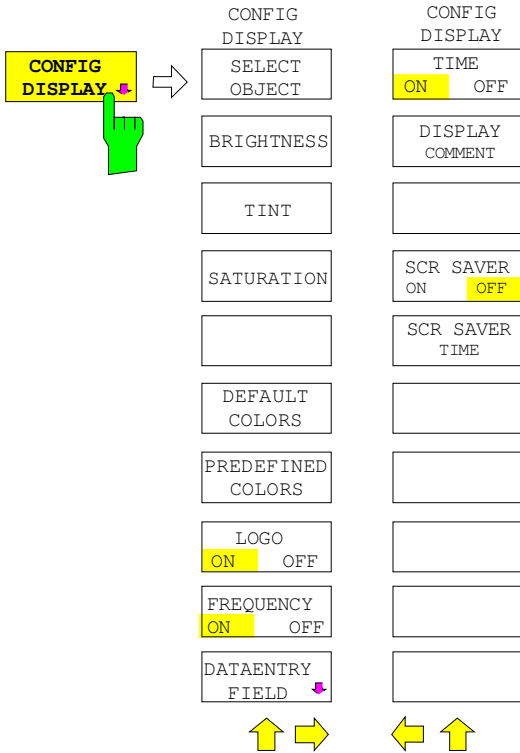 CONFIG
DISPLAY
CONFIG
DISPLAY
SELECT
OBJECT
BRIGHTNESS
TINT
SATURATION
DEFAULT
COLORS
PREDEFINED
COLORS
LOGO
ON OFF
FREQUENCY
ON OFF
DATAENTRY
FIELD
CONFIG
DISPLAY
TIME
ON OFF
DISPLAY
COMMENT
SCR SAVER
ON OFF
SCR SAVER
TIME